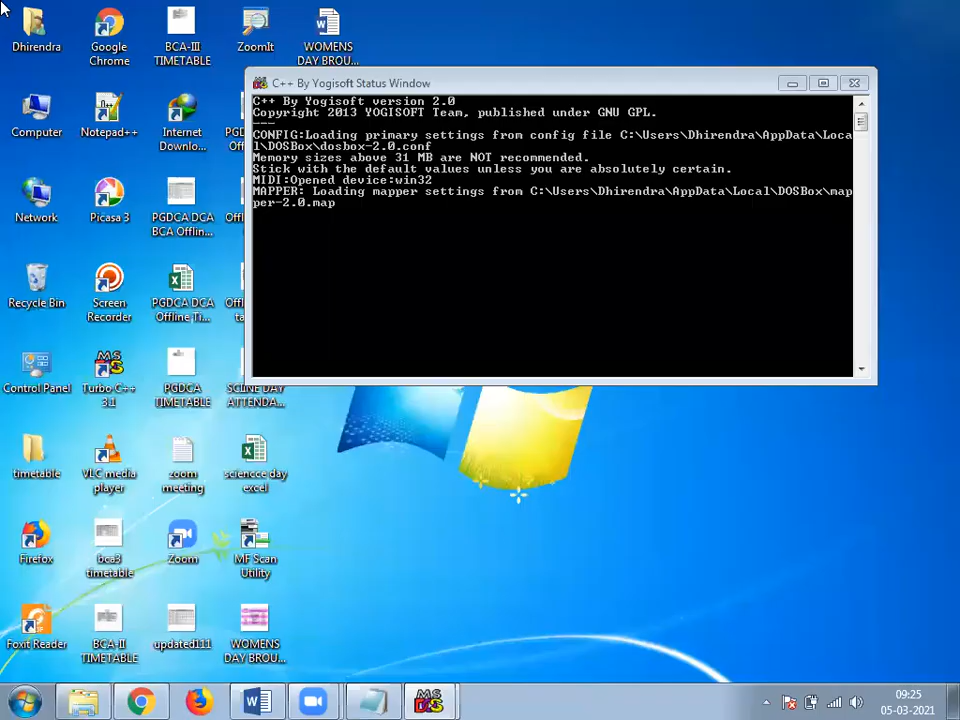 Dhirendra
Google Chrome
BCA-III TIMETABLE
ZoomIt
WOMENS DAY BROU...
C++ By Yogisoft Status Window
C++ By Yogisoft version 2.0
Copyright 2013 YOGISOFT Team, published under GNU GPL.
---
CONFIG:Loading primary settings from config file C:\Users\Dhirendra\AppData\Loca
l\DOSBox\dosbox-2.0.conf
Memory sizes above 31 MB are NOT recommended.
Stick with the default values unless you are absolutely certain.
MIDI:Opened device:win32
MAPPER: Loading mapper settings from C:\Users\Dhirendra\AppData\Local\DOSBox\map
per-2.0.map
Computer
Notepad++
Internet Downlo...
PGD
Offl
Network
Picasa 3
PGDCA DCA BCA Offlin...
Offl
Recycle Bin
Screen Recorder
PGDCA DCA Offline Ti...
Offl
ta
Control Panel
Turbo C++ 3.1
PGDCA TIMETABLE
SCINE DAY ATTENDA...
timetable
VLC media player
zoom meeting
sciencce day excel
Firefox
bca3 timetable
Zoom
MF Scan Utility
Foxit Reader
BCA-II TIMETABLE
updated111
WOMENS DAY BROU...
MS
09:25
05-03-2021